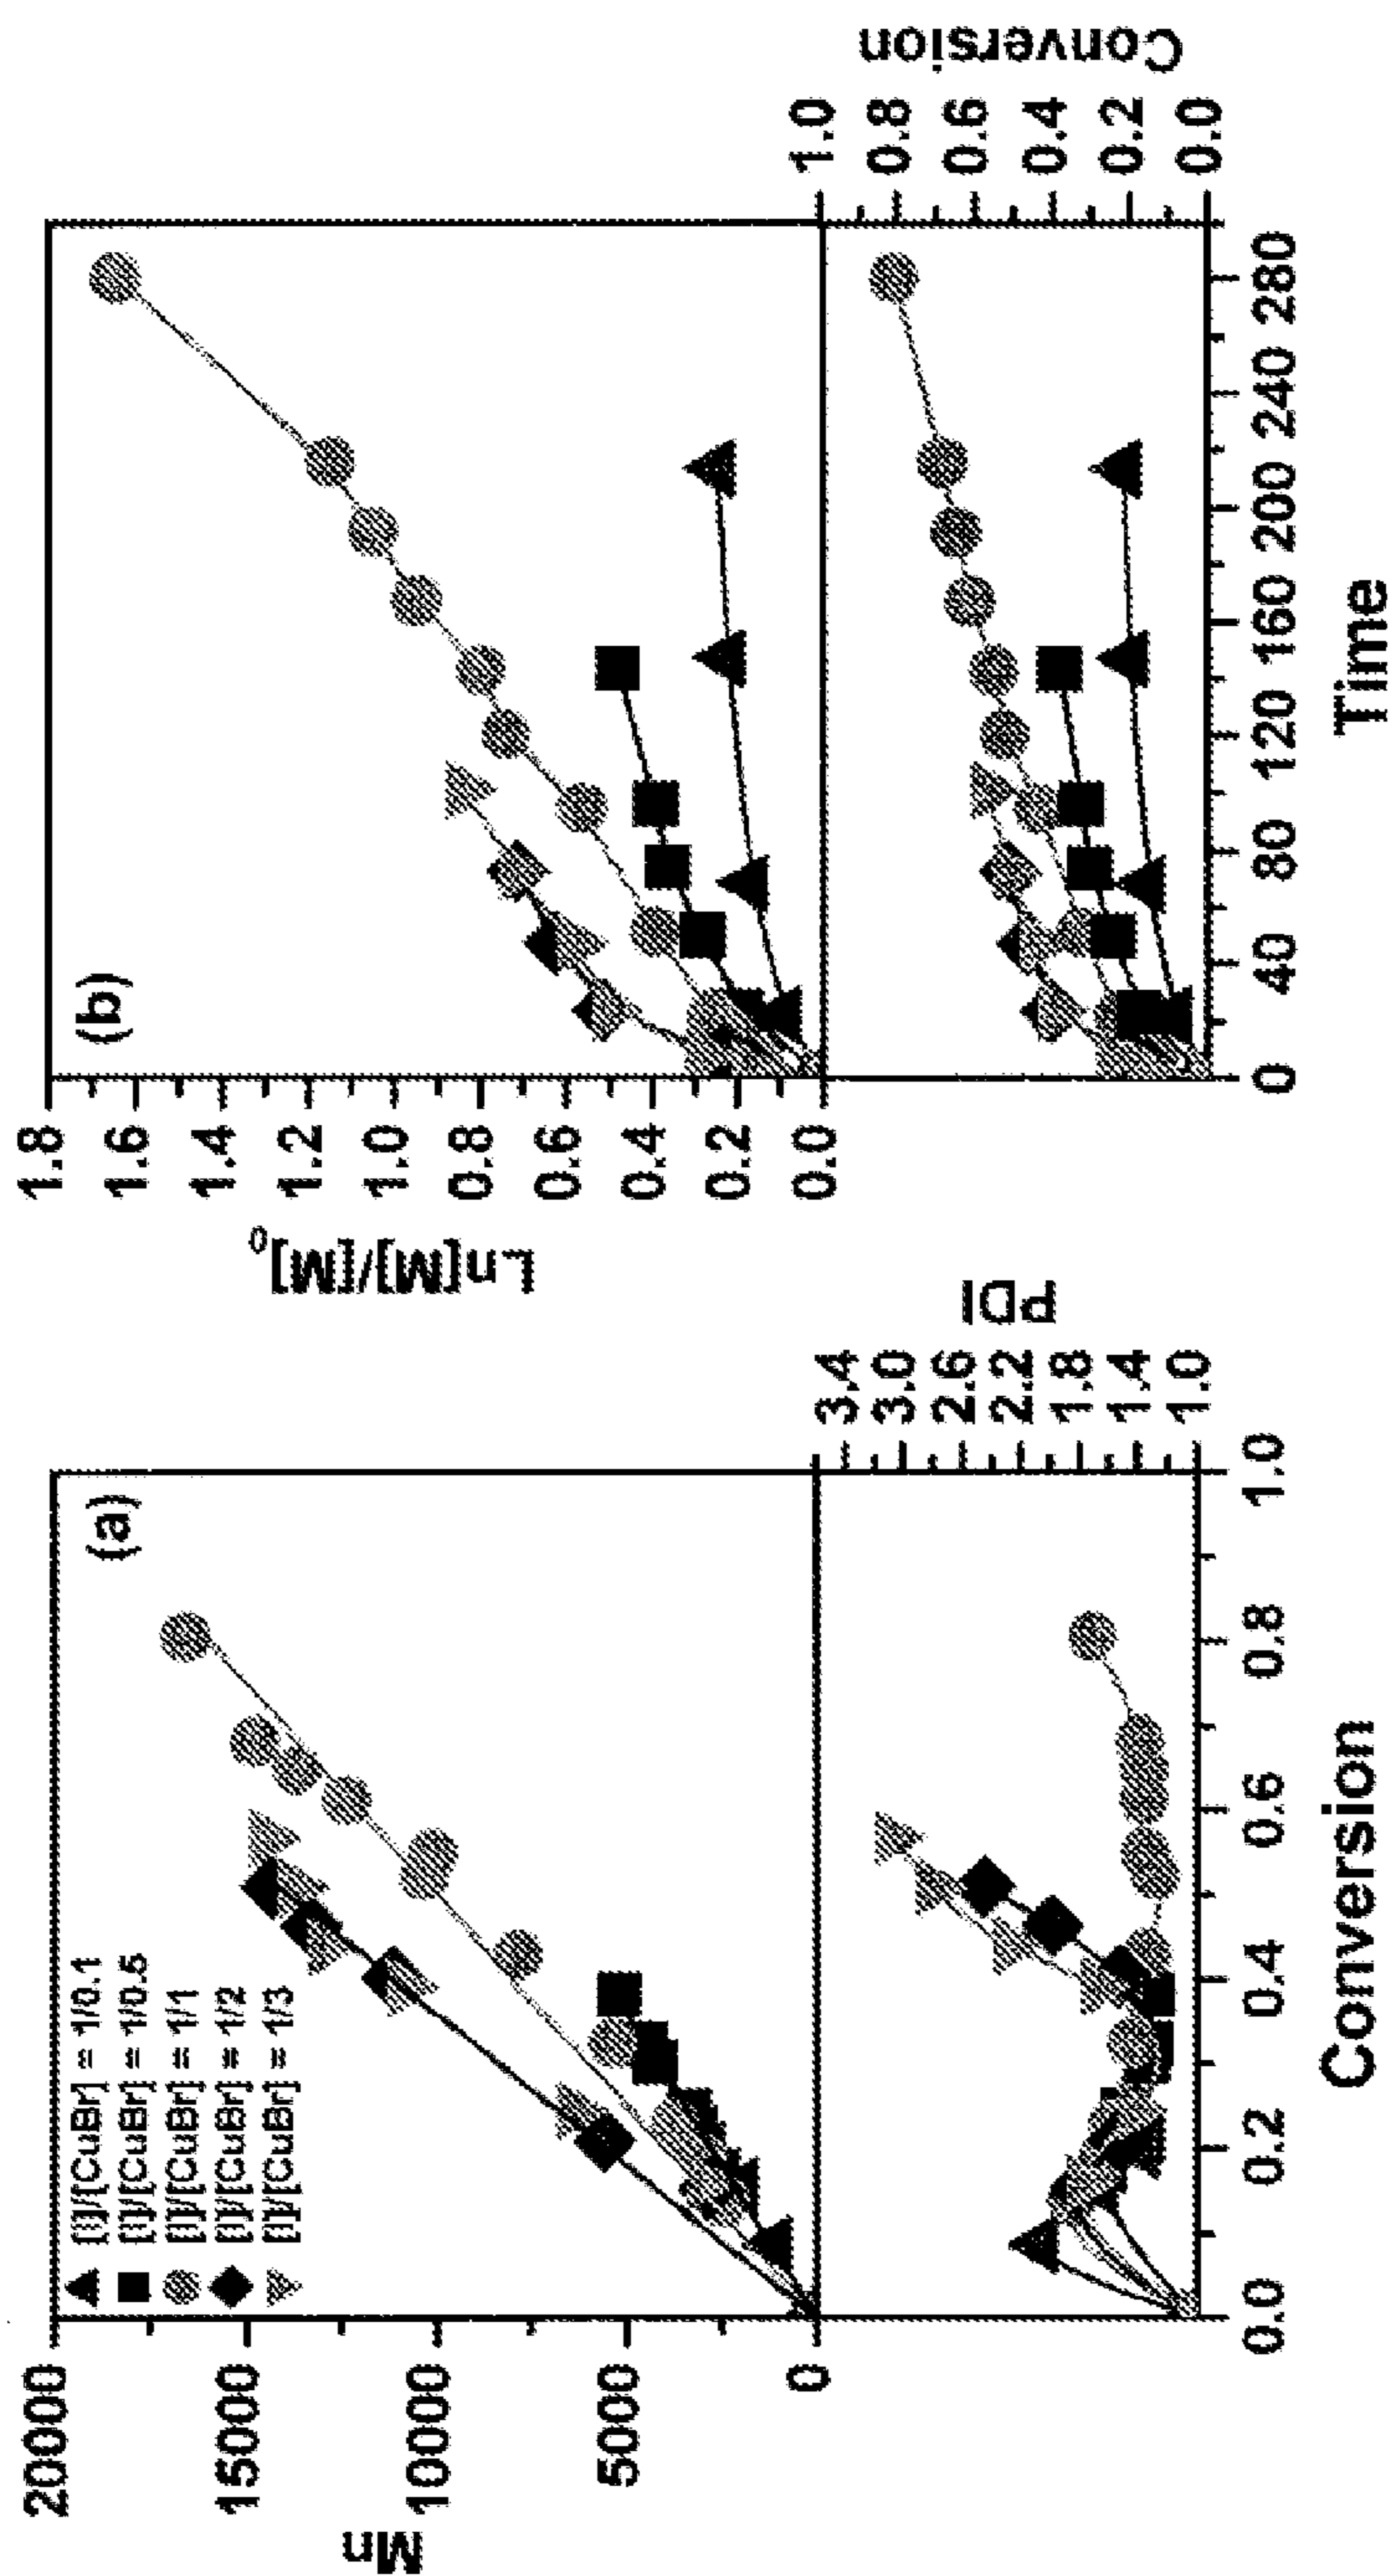 (a)
[I]/[CuBr] = 1/0.1
[I]/[CuBr] = 1/0.5
[I]/[CuBr] = 1/1
[I]/[CuBr] = 1/2
[I]/[CuBr] = 1/3
Mn
20000
15000
10000
5000
0
PDI
3.4
3.0
2.6
2.2
1.8
1.4
1.0
0.0 0.2 0.4 0.6 0.8 1.0
Conversion
(b)
Ln[M]/[M]0
1.8
1.6
1.4
1.2
1.0
0.8
0.6
0.4
0.2
0.0
Conversion
1.0
0.8
0.6
0.4
0.2
0.0
0 40 80 120 160 200 240 280
Time